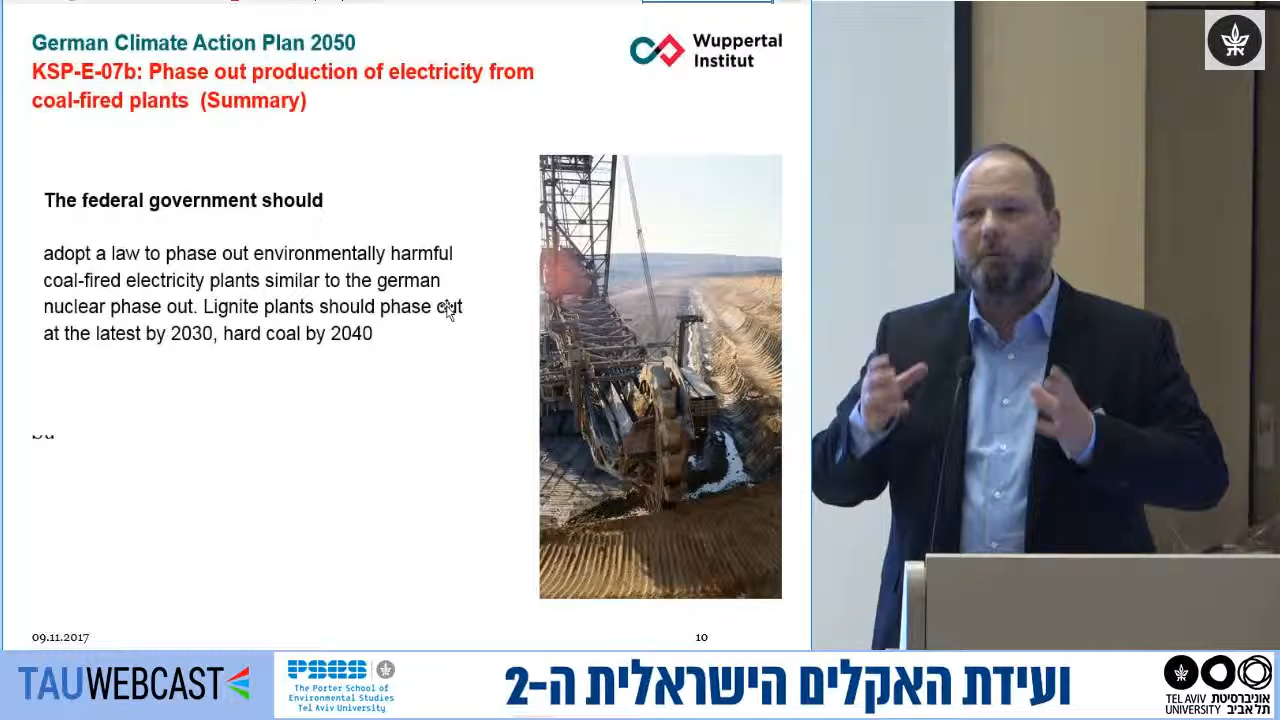 German Climate Action Plan 2050
KSP-E-07b: Phase out production of electricity from
coal-fired plants (Summary)
Wuppertal
Institut
The federal government should
adopt a law to phase out environmentally harmful
coal-fired electricity plants similar to the german
nuclear phase out. Lignite plants should phase out
at the latest by 2030, hard coal by 2040
09.11.2017
10
TAUWEBCAST
PSES
The Porter School of
Environmental Studies
Tel Aviv University
ועידת האקלים הישראלית ה-2
TEL AVIV אוניברסיטת
UNIVERSITY תל אביב